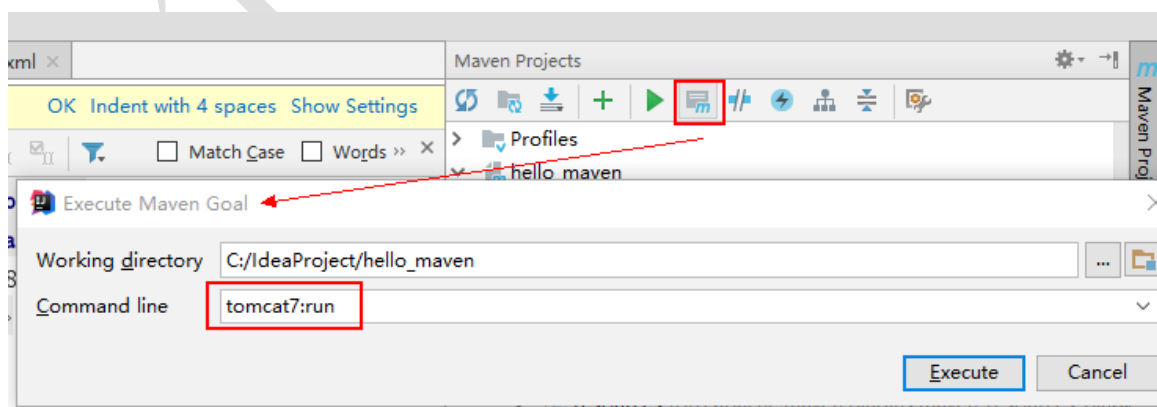 xml
Maven Projects
OK Indent with 4 spaces Show Settings
Match Case
Words
Profiles
hello_maven
Maven Proj
Execute Maven Goal
Working directory C:/IdeaProject/hello_maven ...
Command line tomcat7:run
Execute Cancel